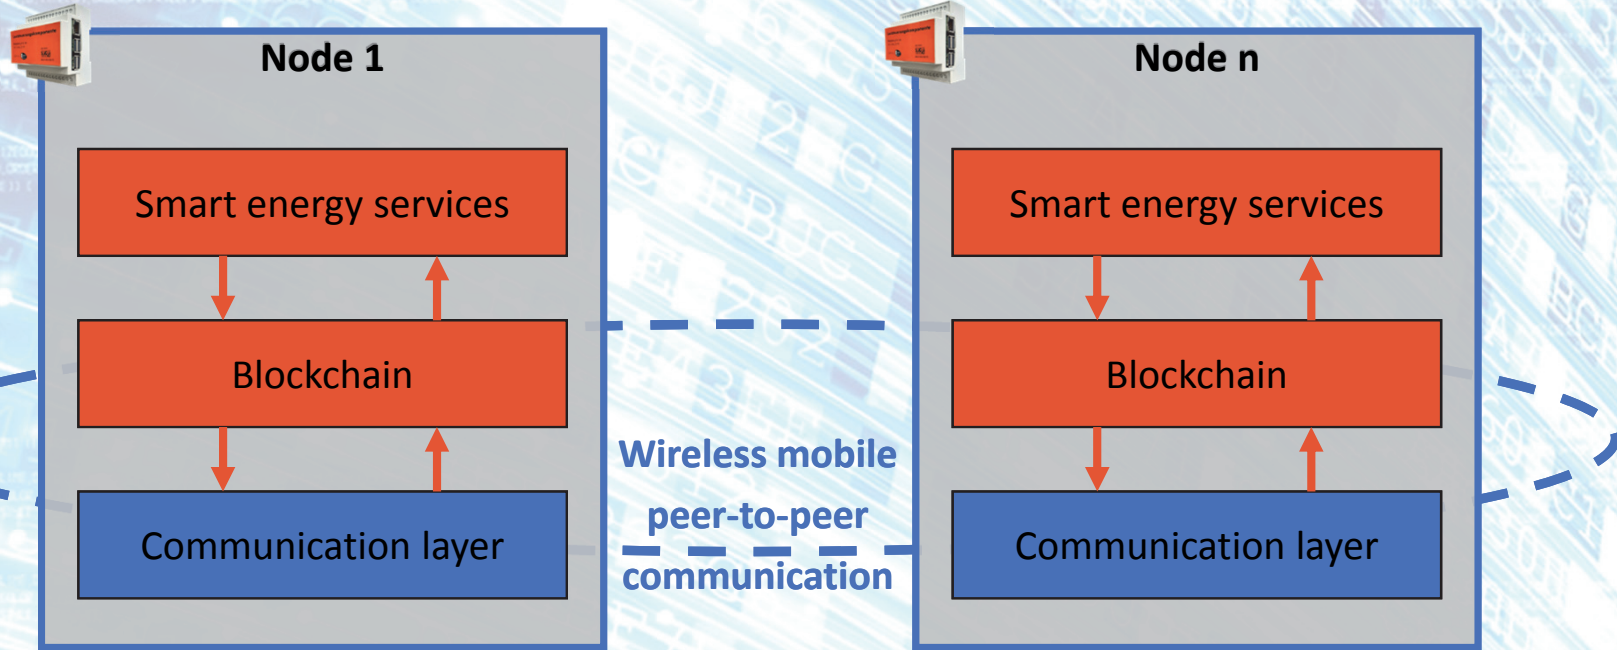 Node 1
Smart energy services
Blockchain
Communication layer
Wireless mobile
peer-to-peer
communication
Node n
Smart energy services
Blockchain
Communication layer